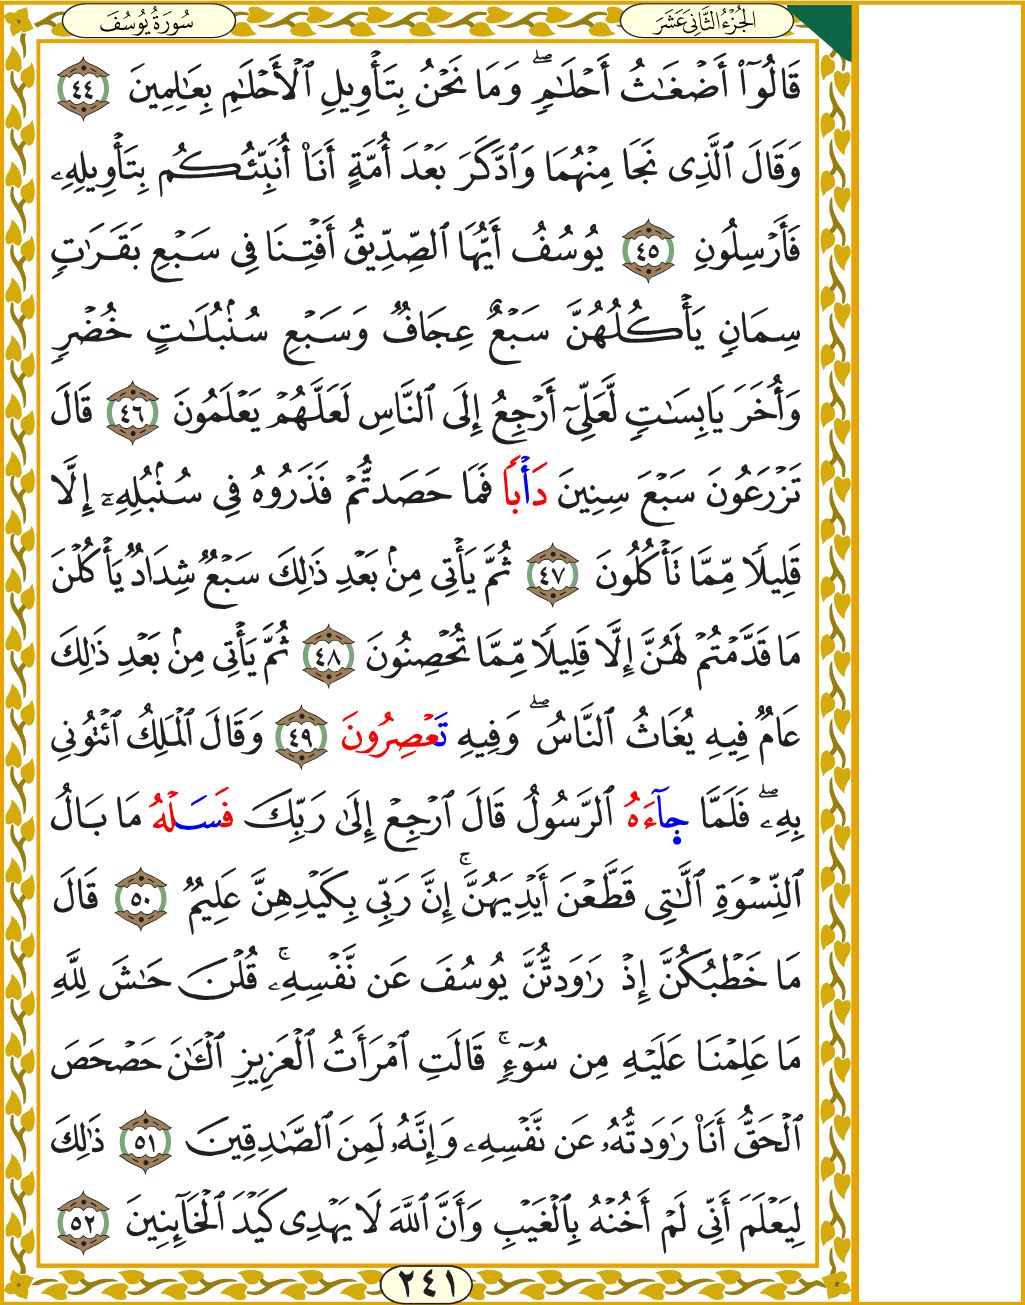 الجُزْءُ الثَّانِيَ عَشَرَ
سُورَةُ يُوسُفَ
قَالُوٓاْ أَضْغَـٰثُ أَحْلَـٰمٍۖ وَمَا نَحْنُ بِتَأْوِيلِ ٱلْأَحْلَـٰمِ بِعَـٰلِمِينَ ٤٤
وَقَالَ ٱلَّذِى نَجَا مِنْهُمَا وَٱدَّكَرَ بَعْدَ أُمَّةٍ أَنَا۠ أُنَبِّئُكُم بِتَأْوِيلِهِۦ
فَأَرْسِلُونِ ٤٥ يُوسُفُ أَيُّهَا ٱلصِّدِّيقُ أَفْتِنَا فِى سَبْعِ بَقَرَٰتٍ
سِمَانٍ يَأْكُلُهُنَّ سَبْعٌ عِجَافٌ وَسَبْعِ سُنۢبُلَـٰتٍ خُضْرٍ
وَأُخَرَ يَابِسَـٰتٍ لَّعَلِّىٓ أَرْجِعُ إِلَى ٱلنَّاسِ لَعَلَّهُمْ يَعْلَمُونَ ٤٦ قَالَ
تَزْرَعُونَ سَبْعَ سِنِينَ دَأْبًا فَمَا حَصَدتُّمْ فَذَرُوهُ فِى سُنۢبُلِهِۦٓ إِلَّا
قَلِيلًا مِّمَّا تَأْكُلُونَ ٤٧ ثُمَّ يَأْتِى مِنۢ بَعْدِ ذَٰلِكَ سَبْعٌ شِدَادٌ يَأْكُلْنَ
مَا قَدَّمْتُمْ لَهُنَّ إِلَّا قَلِيلًا مِّمَّا تُحْصِنُونَ ٤٨ ثُمَّ يَأْتِى مِنۢ بَعْدِ ذَٰلِكَ
عَامٌ فِيهِ يُغَاثُ ٱلنَّاسُۖ وَفِيهِ تَعْصِرُونَ ٤٩ وَقَالَ ٱلْمَلِكُ ٱئْتُونِى
بِهِۦۖ فَلَمَّا جِآءَهُ ٱلرَّسُولُ قَالَ ٱرْجِعْ إِلَىٰ رَبِّكَ فَسَلْهُ مَا بَالُ
ٱلنِّسْوَةِ ٱلَّـٰتِى قَطَّعْنَ أَيْدِيَهُنَّۚ إِنَّ رَبِّى بِكَيْدِهِنَّ عَلِيمٌ ٥٠ قَالَ
مَا خَطْبُكُنَّ إِذْ رَٰوَدتُّنَّ يُوسُفَ عَن نَّفْسِهِۦۚ قُلْنَ حَـٰشَ لِلَّهِ
مَا عَلِمْنَا عَلَيْهِ مِن سُوٓءٍۚ قَالَتِ ٱمْرَأَتُ ٱلْعَزِيزِ ٱلْـَٔـٰنَ حَصْحَصَ
ٱلْحَقُّ أَنَا۠ رَٰوَدتُّهُۥ عَن نَّفْسِهِۦ وَإِنَّهُۥ لَمِنَ ٱلصَّـٰدِقِينَ ٥١ ذَٰلِكَ
لِيَعْلَمَ أَنِّى لَمْ أَخُنْهُ بِٱلْغَيْبِ وَأَنَّ ٱللَّهَ لَا يَهْدِى كَيْدَ ٱلْخَآئِنِينَ ٥٢
٢٤١